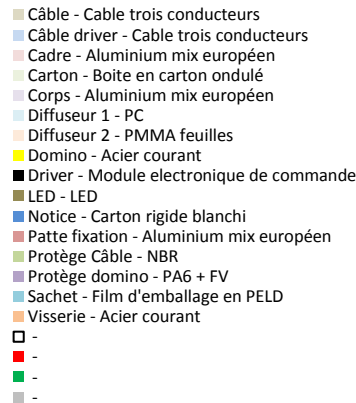 Câble - Cable trois conducteurs
Câble driver - Cable trois conducteurs
Cadre - Aluminium mix européen
Carton - Boite en carton ondulé
Corps - Aluminium mix européen
Diffuseur 1 - PC
Diffuseur 2 - PMMA feuilles
Domino - Acier courant
Driver - Module electronique de commande
LED - LED
Notice - Carton rigide blanchi
Patte fixation - Aluminium mix européen
Protège Câble - NBR
Protège domino - PA6 + FV
Sachet - Film d'emballage en PELD
Visserie - Acier courant
-
-
-
-